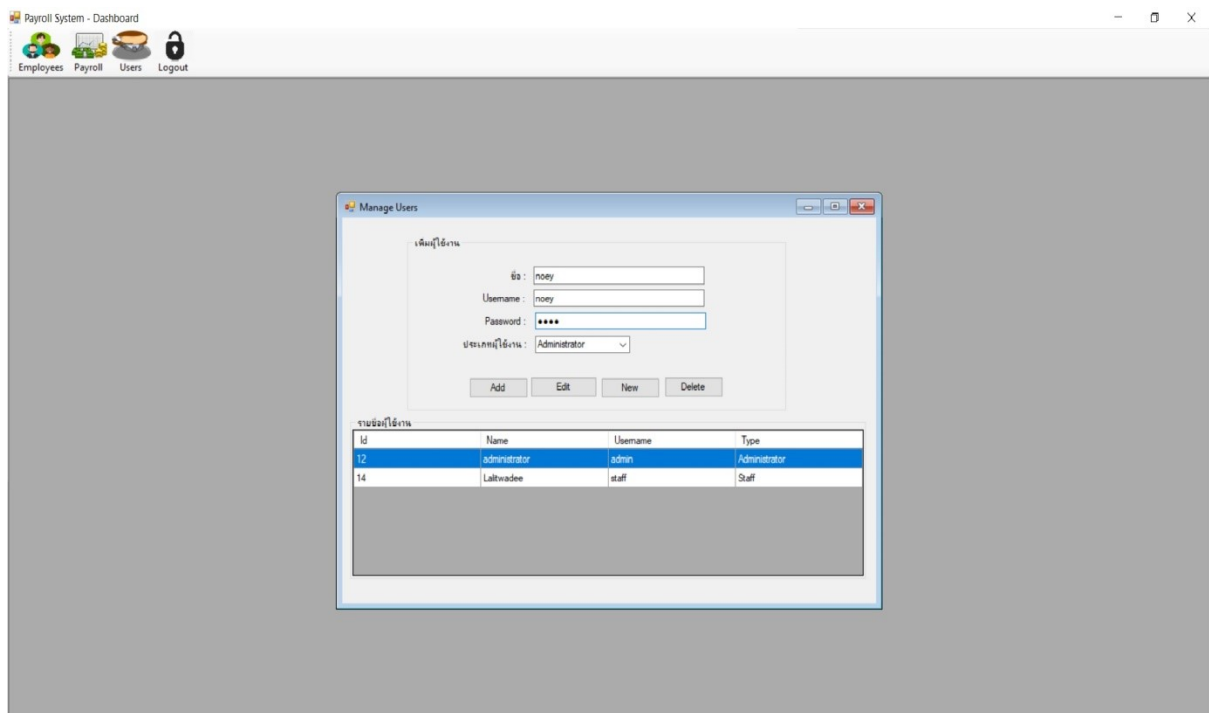 Payroll System - Dashboard
Employees Payroll Users Logout
Manage Users
เพิ่มผู้ใช้งาน
ชื่อ : noey
Username : noey
Password : ••••
ประเภทผู้ใช้งาน : Administrator
Add Edit New Delete
รายชื่อผู้ใช้งาน
Id Name Username Type
12 administrator admin Administrator
14 Lalitwadee staff Staff